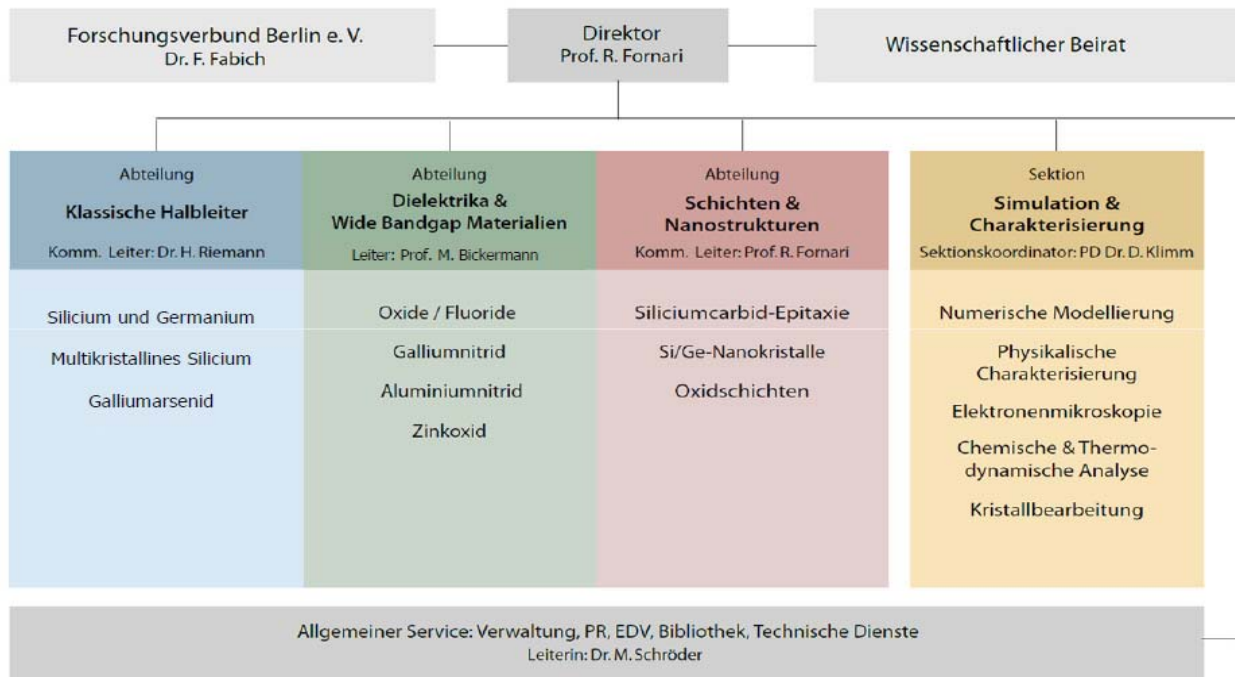 Forschungsverbund Berlin e. V.
Dr. F. Fabich
Direktor
Prof. R. Fornari
Wissenschaftlicher Beirat
Abteilung
Klassische Halbleiter
Komm. Leiter: Dr. H. Riemann
Silicium und Germanium
Multikristallines Silicium
Galliumarsenid
Abteilung
Dielektrika &
Wide Bandgap Materialien
Leiter: Prof. M. Bickermann
Oxide / Fluoride
Galliumnitrid
Aluminiumnitrid
Zinkoxid
Abteilung
Schichten &
Nanostrukturen
Komm. Leiter: Prof. R. Fornari
Siliciumcarbid-Epitaxie
Si/Ge-Nanokristalle
Oxidschichten
Sektion
Simulation &
Charakterisierung
Sektionskoordinator: PD Dr. D. Klimm
Numerische Modellierung
Physikalische
Charakterisierung
Elektronenmikroskopie
Chemische & Thermo-
dynamische Analyse
Kristallbearbeitung
Allgemeiner Service: Verwaltung, PR, EDV, Bibliothek, Technische Dienste
Leiterin: Dr. M. Schröder